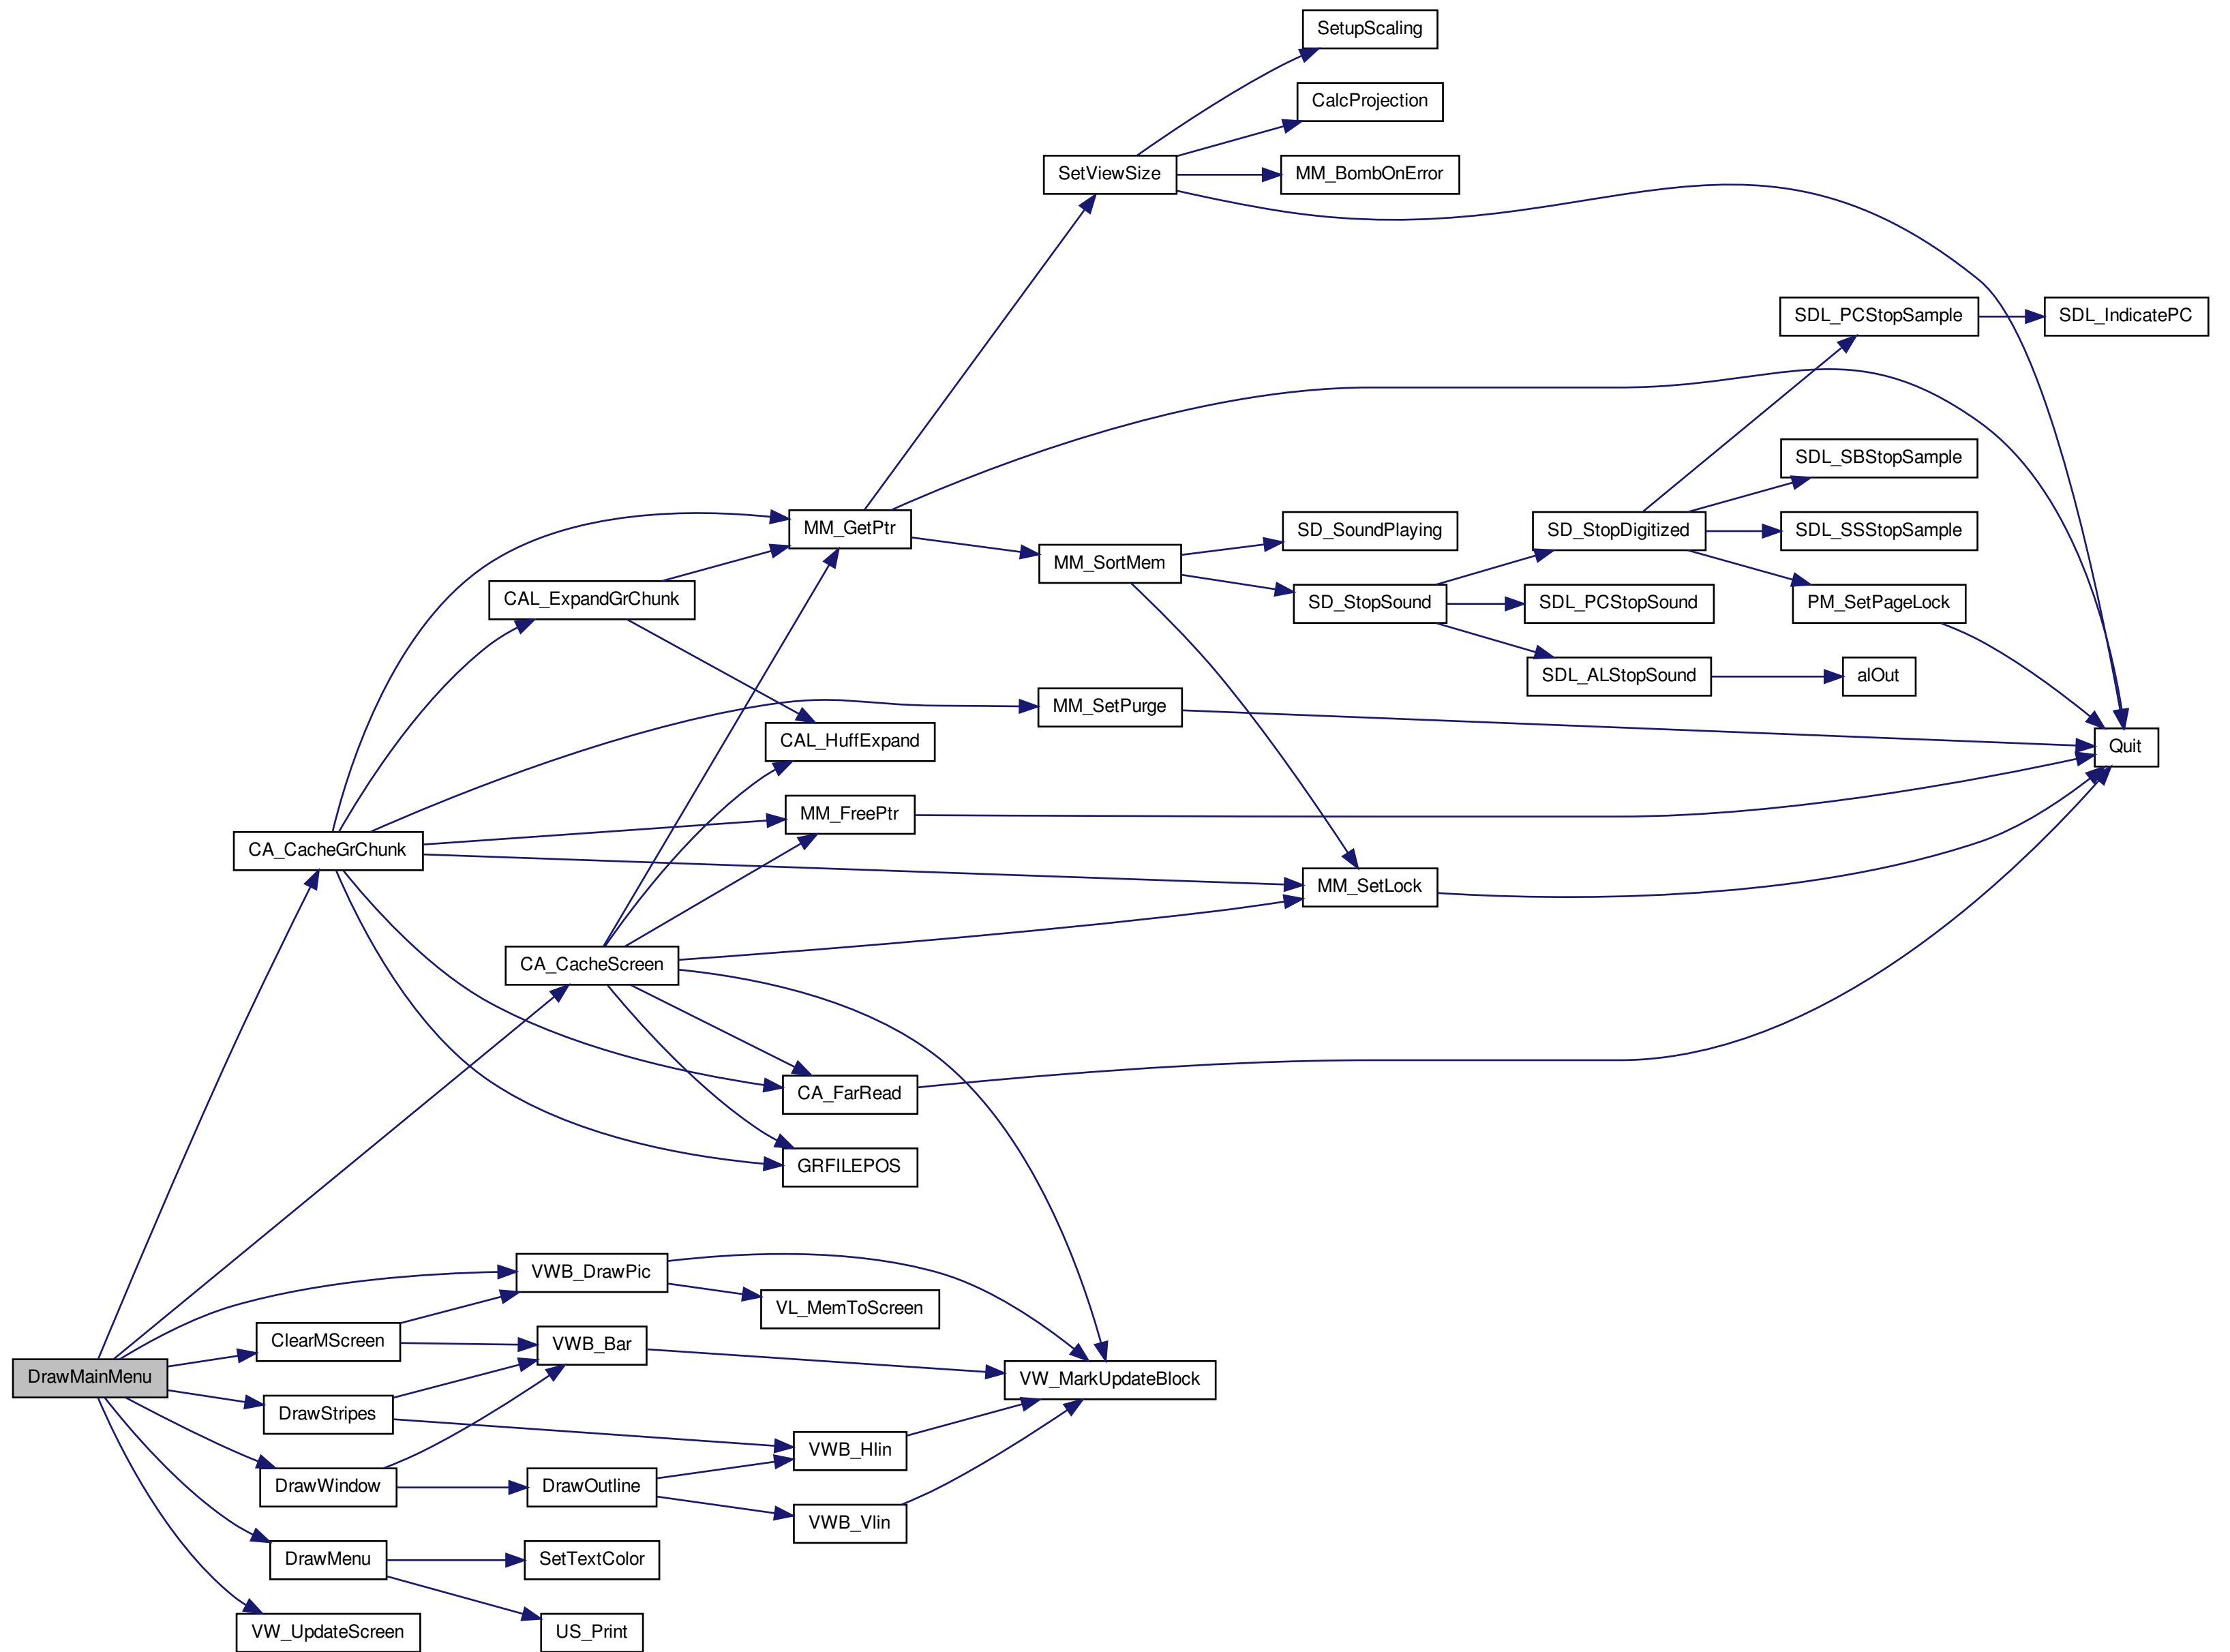 SetupScaling
CalcProjection
SetViewSize
MM_BombOnError
SDL_PCStopSample
SDL_IndicatePC
SDL_SBStopSample
MM_GetPtr
SD_SoundPlaying
SD_StopDigitized
SDL_SSStopSample
MM_SortMem
CAL_ExpandGrChunk
SD_StopSound
SDL_PCStopSound
PM_SetPageLock
SDL_ALStopSound
alOut
MM_SetPurge
CAL_HuffExpand
Quit
MM_FreePtr
CA_CacheGrChunk
MM_SetLock
CA_CacheScreen
CA_FarRead
GRFILEPOS
VWB_DrawPic
VL_MemToScreen
ClearMScreen
VWB_Bar
DrawMainMenu
VW_MarkUpdateBlock
DrawStripes
VWB_Hlin
DrawWindow
DrawOutline
VWB_Vlin
DrawMenu
SetTextColor
VW_UpdateScreen
US_Print